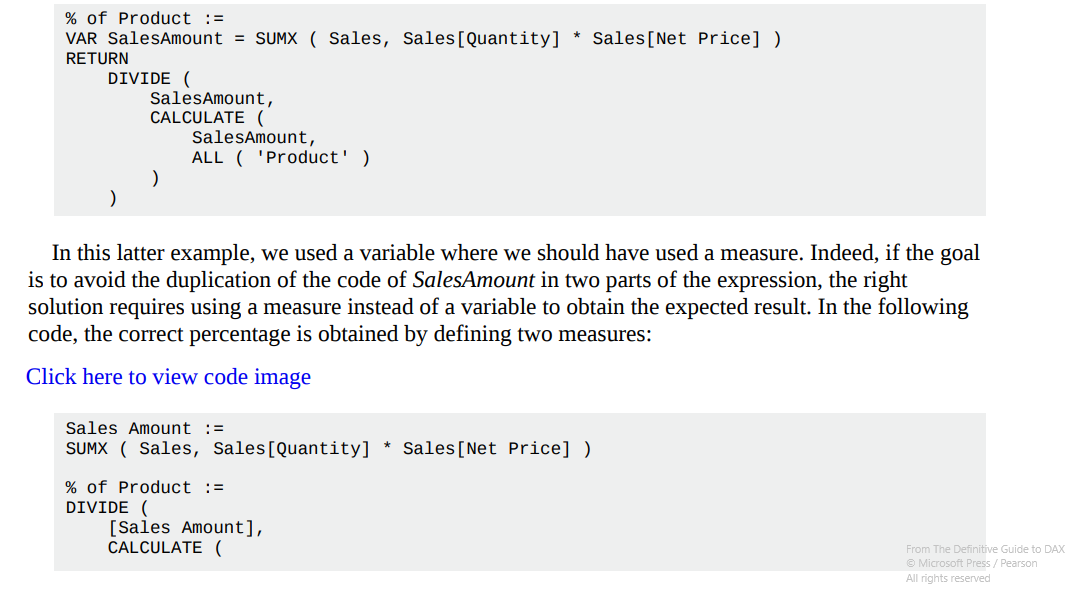 % of Product :=
VAR SalesAmount = SUMX ( Sales, Sales[Quantity] * Sales[Net Price] )
RETURN
    DIVIDE (
        SalesAmount,
        CALCULATE (
            SalesAmount,
            ALL ( 'Product' )
        )
    )
In this latter example, we used a variable where we should have used a measure. Indeed, if the goal
is to avoid the duplication of the code of SalesAmount in two parts of the expression, the right
solution requires using a measure instead of a variable to obtain the expected result. In the following
code, the correct percentage is obtained by defining two measures:
Click here to view code image
Sales Amount :=
SUMX ( Sales, Sales[Quantity] * Sales[Net Price] )
% of Product :=
DIVIDE (
    [Sales Amount],
    CALCULATE (
From The Definitive Guide to DAX
© Microsoft Press / Pearson
All rights reserved